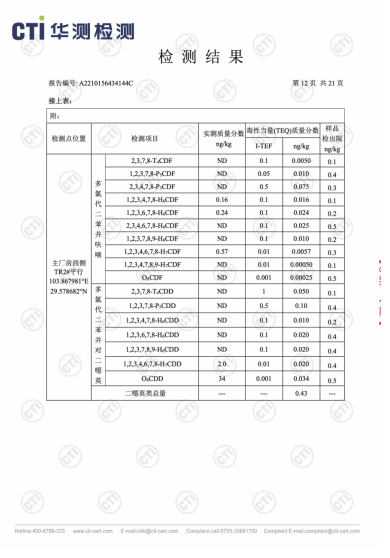 CTI 华测检测
检 测 结 果
报告编号: A2210156434144C 第 12 页 共 21 页
接上表:
附:
检测点位置 检测项目 实测质量分数 ng/kg 毒性当量(TEQ)质量分数 样品检出限 ng/kg
I-TEF ng/kg
主厂房西侧 TR2#平行 103.867981°E 29.578682°N
多氯代二苯并呋喃
2,3,7,8-T₄CDF ND 0.1 0.0050 0.1
1,2,3,7,8-P₅CDF ND 0.05 0.010 0.4
2,3,4,7,8-P₅CDF ND 0.5 0.075 0.3
1,2,3,4,7,8-H₆CDF 0.16 0.1 0.016 0.1
1,2,3,6,7,8-H₆CDF 0.24 0.1 0.024 0.2
2,3,4,6,7,8-H₆CDF ND 0.1 0.025 0.5
1,2,3,7,8,9-H₆CDF ND 0.1 0.010 0.2
1,2,3,4,6,7,8-H₇CDF 0.57 0.01 0.0057 0.3
1,2,3,4,7,8,9-H₇CDF ND 0.01 0.00050 0.1
O₈CDF ND 0.001 0.00025 0.5
多氯代二苯并对二噁英
2,3,7,8-T₄CDD ND 1 0.050 0.1
1,2,3,7,8-P₅CDD ND 0.5 0.10 0.4
1,2,3,4,7,8-H₆CDD ND 0.1 0.010 0.2
1,2,3,6,7,8-H₆CDD ND 0.1 0.020 0.4
1,2,3,7,8,9-H₆CDD ND 0.1 0.020 0.4
1,2,3,4,6,7,8-H₇CDD 2.0 0.01 0.020 0.4
O₈CDD 34 0.001 0.034 0.5
二噁英类总量 --- --- 0.43 ---
Hotline:400-6788-333 www.cti-cert.com E-mail:info@cti-cert.com Complaint call:0755-33681700 Complaint E-mail:complaint@cti-cert.com